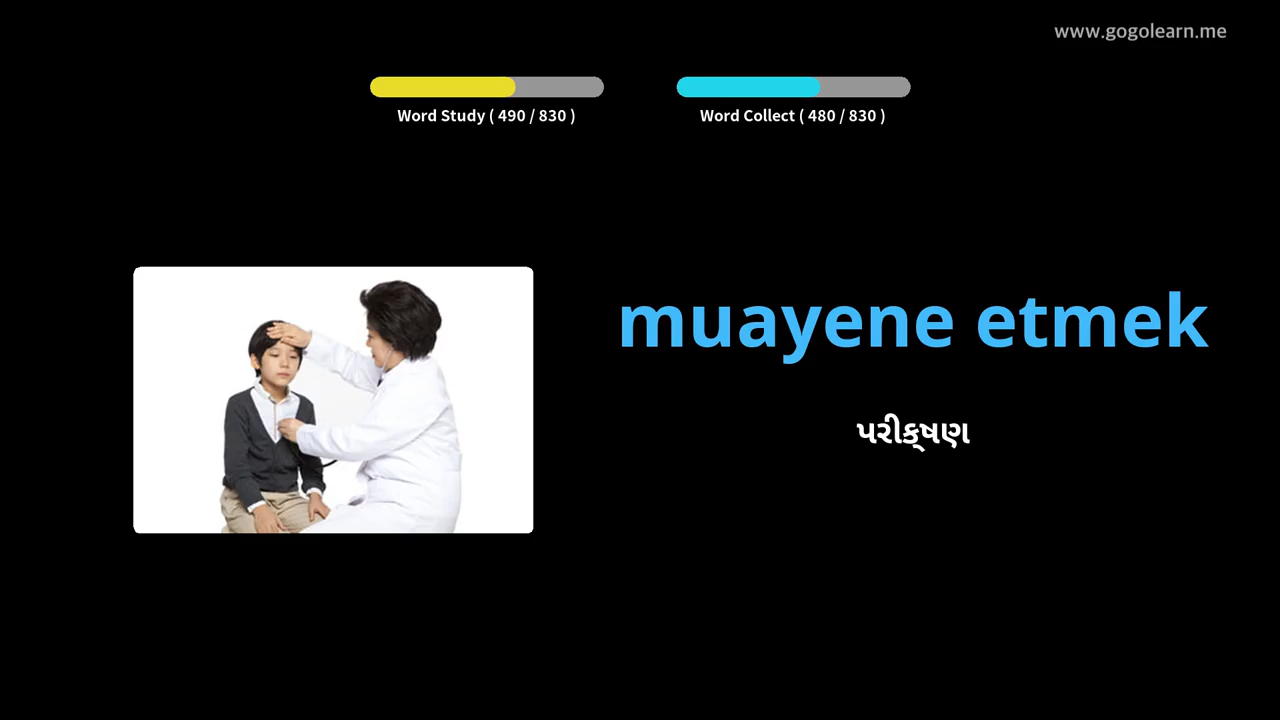 www.gogolearn.me
Word Study ( 490 / 830 )
Word Collect ( 480 / 830 )
muayene etmek
પરીક્ષણ